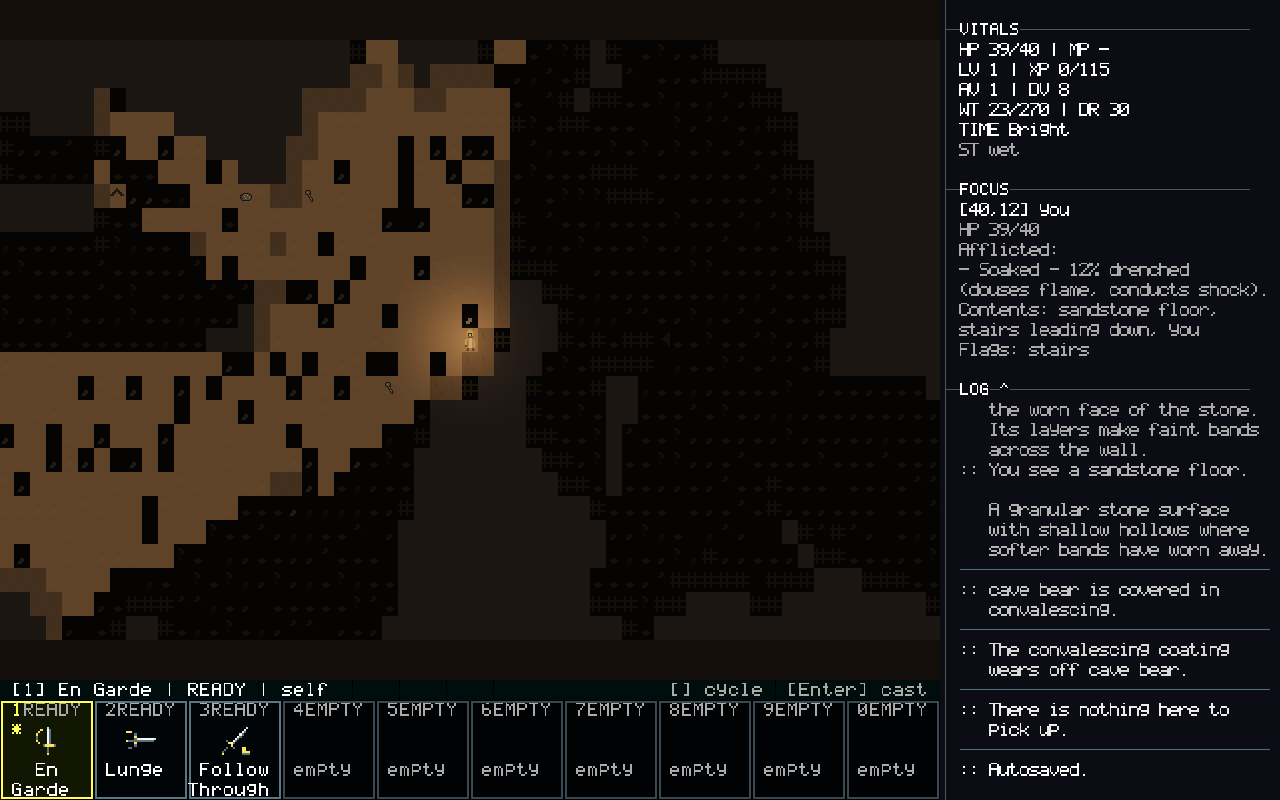 VITALS
HP 39/40 | MP -
LV 1 | XP 0/115
AV 1 | DV 8
WT 23/270 | DR 30
TIME Bright
ST wet
FOCUS
[40,12] You
HP 39/40
Afflicted:
- Soaked - 12% drenched
(douses flame, conducts shock).
Contents: sandstone floor,
stairs leading down, You
Flags: stairs
LOG ^
the worn face of the stone.
Its layers make faint bands
across the wall.
:: You see a sandstone floor.
A granular stone surface
with shallow hollows where
softer bands have worn away.
:: cave bear is covered in
convalescing.
:: The convalescing coating
wears off cave bear.
:: There is nothing here to
Pick up.
:: Autosaved.
[1] En Garde | READY | self
[] cycle [Enter] cast
1READY 2READY 3READY 4EMPTY 5EMPTY 6EMPTY 7EMPTY 8EMPTY 9EMPTY 0EMPTY
*
En Garde
Lunge
Follow Through
empty empty empty empty empty empty empty